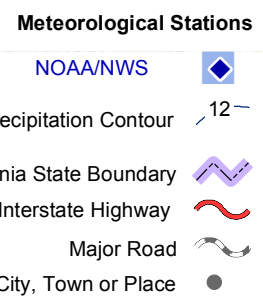 Meteorological Stations
NOAA/NWS
ecipitation Contour 12
nia State Boundary
Interstate Highway
Major Road
City, Town or Place